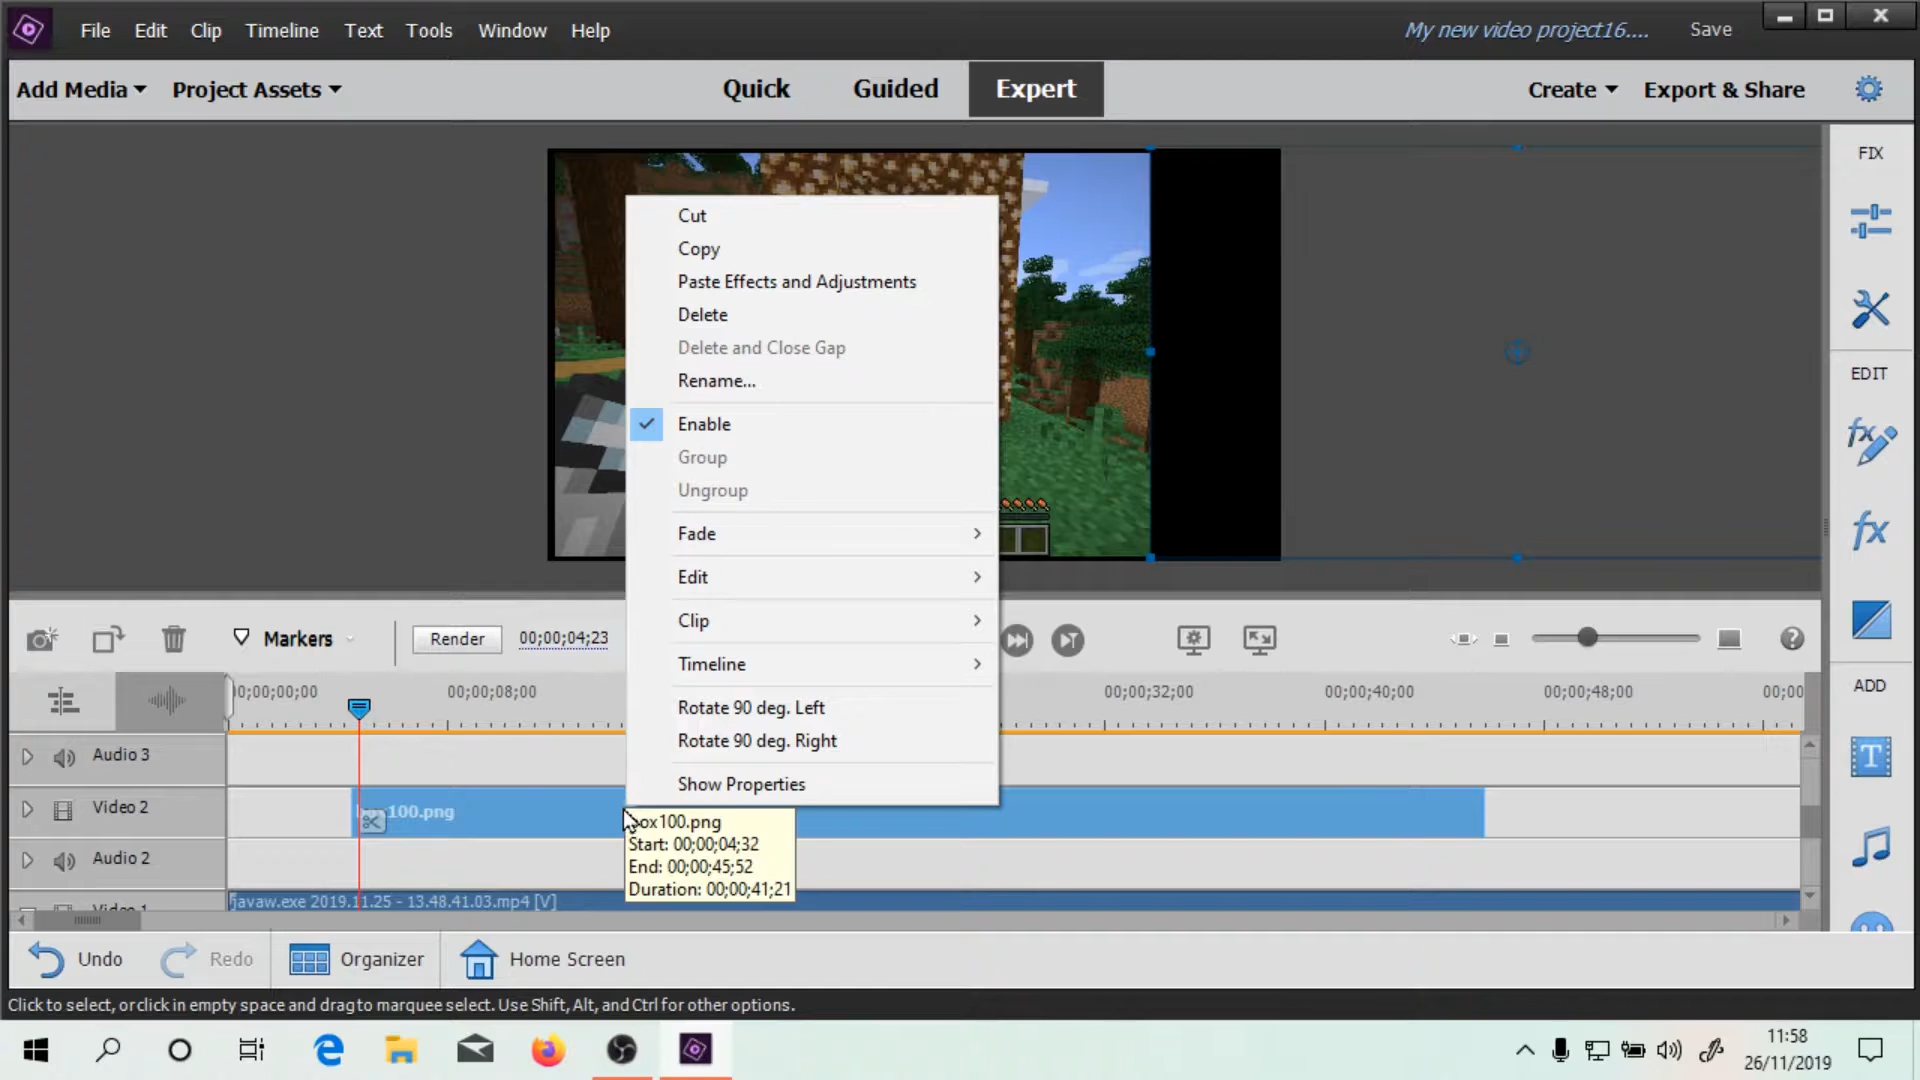 File Edit Clip Timeline Text Tools Window Help
My new video project16.... Save
Add Media Project Assets
Quick Guided Expert
Create Export & Share
FIX
EDIT
ADD
Cut
Copy
Paste Effects and Adjustments
Delete
Delete and Close Gap
Rename...
Enable
Group
Ungroup
Fade
Edit
Clip
Timeline
Rotate 90 deg. Left
Rotate 90 deg. Right
Show Properties
Markers Render 00;00;04;23
00;00;08;00 00;00;32;00 00;00;40;00 00;00;48;00
Audio 3
Video 2
100.png
ox100.png
Start: 00;00;04;32
End: 00;00;45;52
Duration: 00;00;41;21
Audio 2
Video 1
javaw.exe 2019.11.25 - 13.48.41.03.mp4 [V]
Undo Redo Organizer Home Screen
Click to select, or click in empty space and drag to marquee select. Use Shift, Alt, and Ctrl for other options.
11:58
26/11/2019